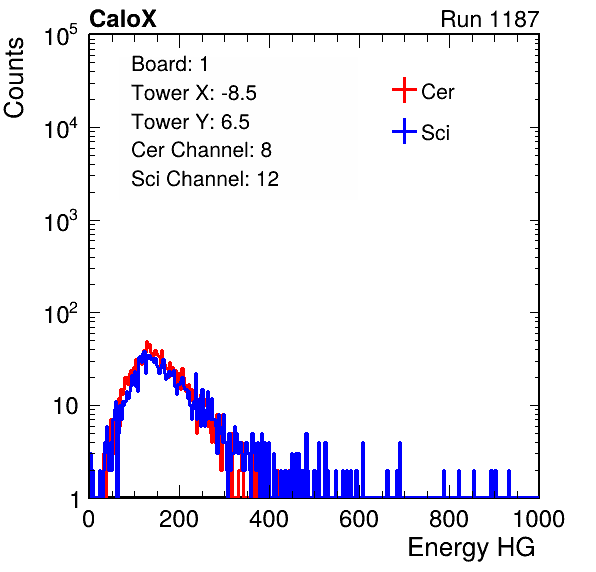 CaloX Run 1187
Counts
10^5
10^4
10^3
10^2
10
1
Board: 1
Tower X: -8.5
Tower Y: 6.5
Cer Channel: 8
Sci Channel: 12
Cer
Sci
0 200 400 600 800 1000
Energy HG